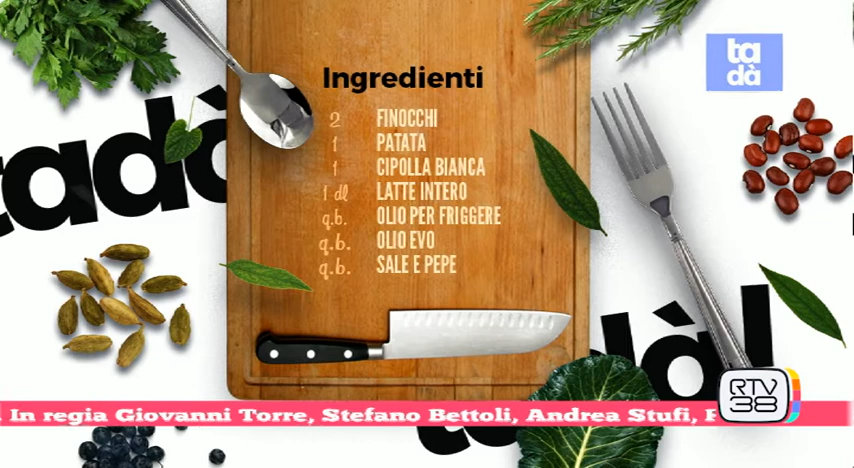 ta
dà
Ingredienti
2 FINOCCHI
1 PATATA
1 CIPOLLA BIANCA
1 dl LATTE INTERO
q.b. OLIO PER FRIGGERE
q.b. OLIO EVO
q.b. SALE E PEPE
tadà
In regia Giovanni Torre, Stefano Bettoli, Andrea Stufi,
RTV
38